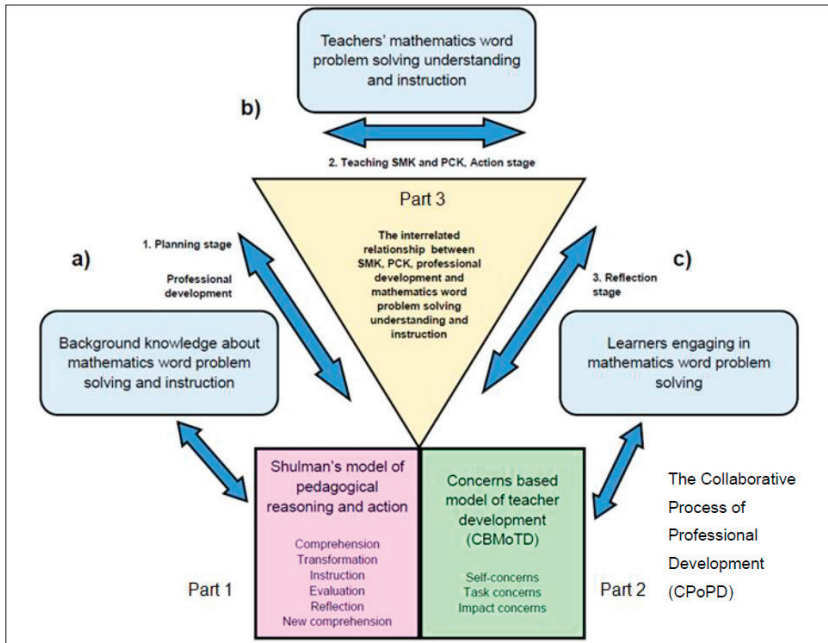 Teachers' mathematics word
problem solving understanding
and instruction
b)
2. Teaching SMK and PCK, Action stage
Part 3
The interrelated
relationship between
SMK, PCK, professional
development and
mathematics word
problem solving
understanding and
instruction
1. Planning stage
a)
Professional
development
c)
3. Reflection
stage
Background knowledge about
mathematics word problem
solving and instruction
Learners engaging in
mathematics word problem
solving
Shulman's model of
pedagogical
reasoning and action
Comprehension
Transformation
Instruction
Evaluation
Reflection
New comprehension
Part 1
Concerns based
model of teacher
development
(CBMoTD)
Self-concerns
Task concerns
Impact concerns
Part 2
The Collaborative
Process of
Professional
Development
(CPoPD)